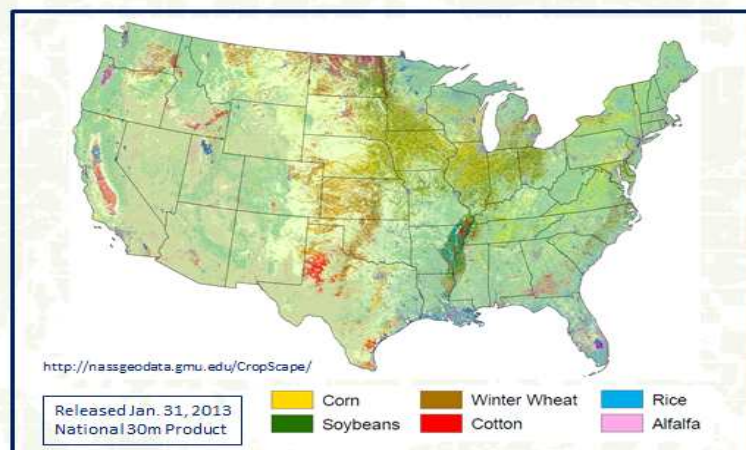 http://nassgeodata.gmu.edu/CropScape/
Released Jan. 31, 2013
National 30m Product
Corn
Soybeans
Winter Wheat
Cotton
Rice
Alfalfa